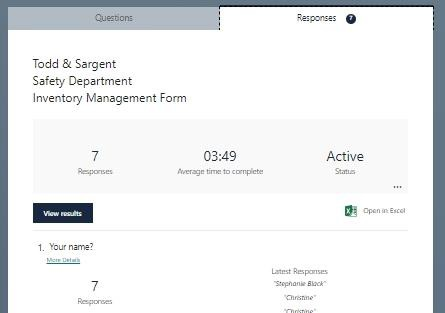 Questions
Responses 7
Todd & Sargent
Safety Department
Inventory Management Form
7
Responses
03:49
Average time to complete
Active
Status
...
View results
Open in Excel
1. Your name?
More Details
7
Responses
Latest Responses
"Stephanie Black"
"Christine"
"Christine"